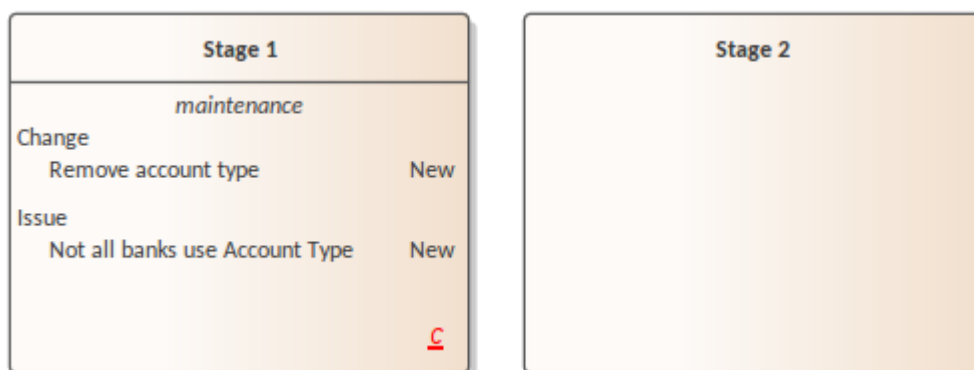 Stage 1
maintenance
Change
Remove account type New
Issue
Not all banks use Account Type New
C
Stage 2